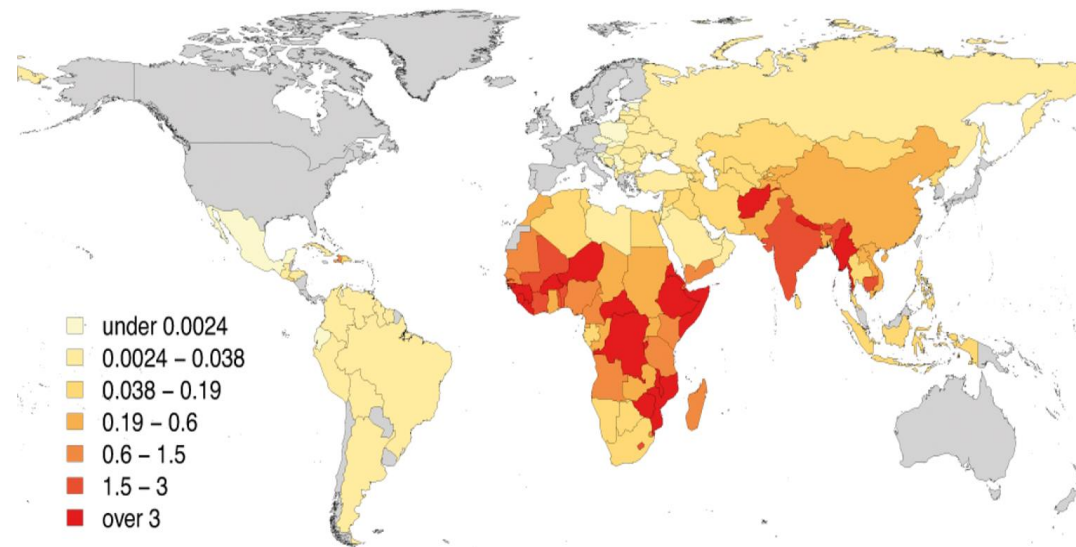 under 0.0024
0.0024 – 0.038
0.038 – 0.19
0.19 – 0.6
0.6 – 1.5
1.5 – 3
over 3